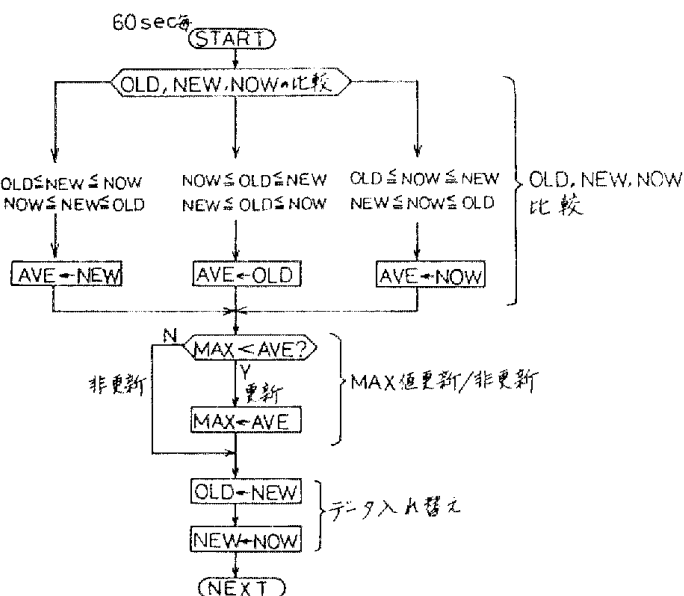 60sec毎
START
OLD, NEW, NOWの比較
OLD≦NEW≦NOW
NOW≦NEW≦OLD
NOW≦OLD≦NEW
NEW≦OLD≦NOW
OLD≦NOW≦NEW
NEW≦NOW≦OLD
OLD, NEW, NOW
比較
AVE←NEW
AVE←OLD
AVE←NOW
N
MAX<AVE?
Y
非更新
更新
MAX値更新/非更新
MAX←AVE
OLD←NEW
データ入れ替え
NEW←NOW
NEXT